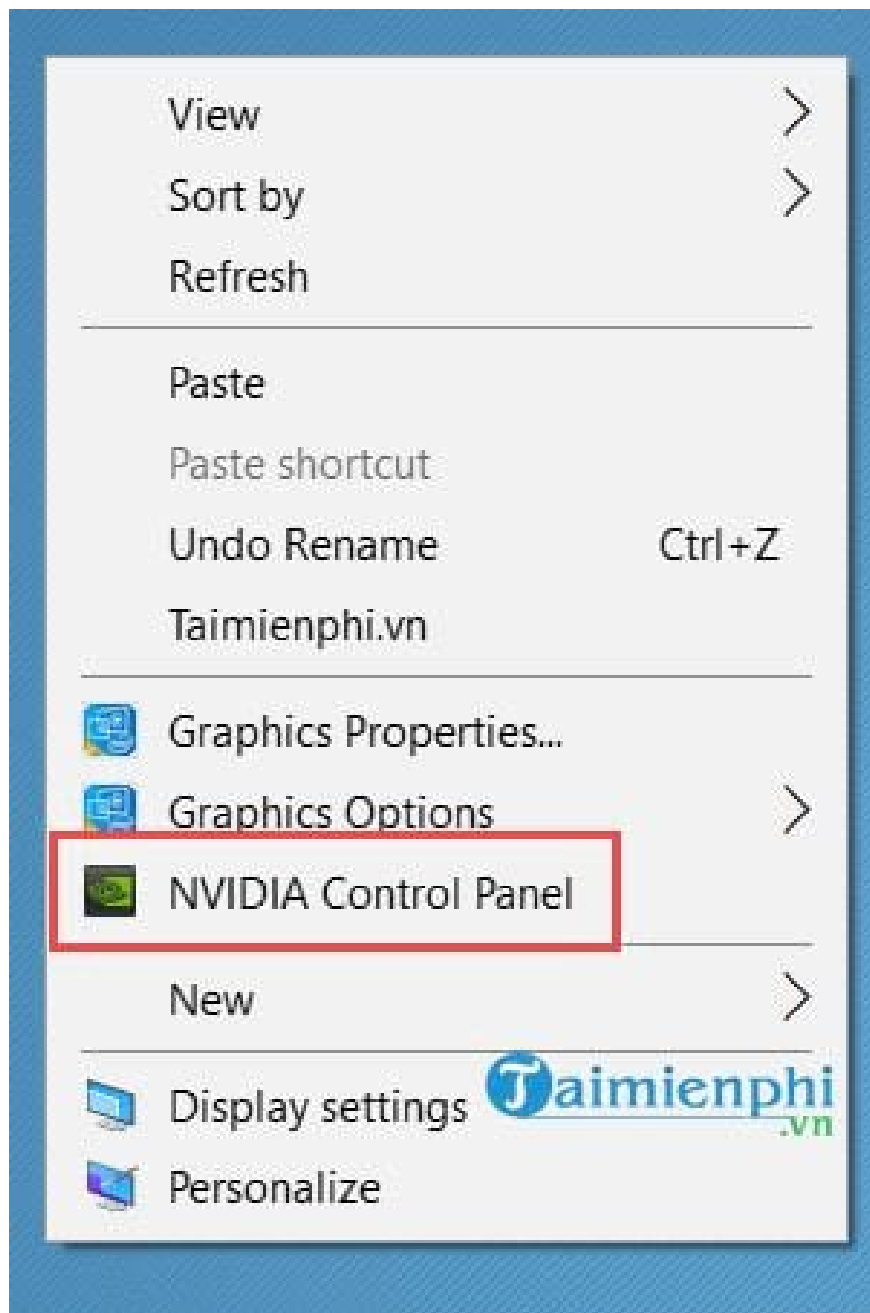 View
Sort by
Refresh
Paste
Paste shortcut
Undo Rename Ctrl+Z
Taimienphi.vn
Graphics Properties...
Graphics Options
NVIDIA Control Panel
New
Display settings
Taimienphi
.vn
Personalize